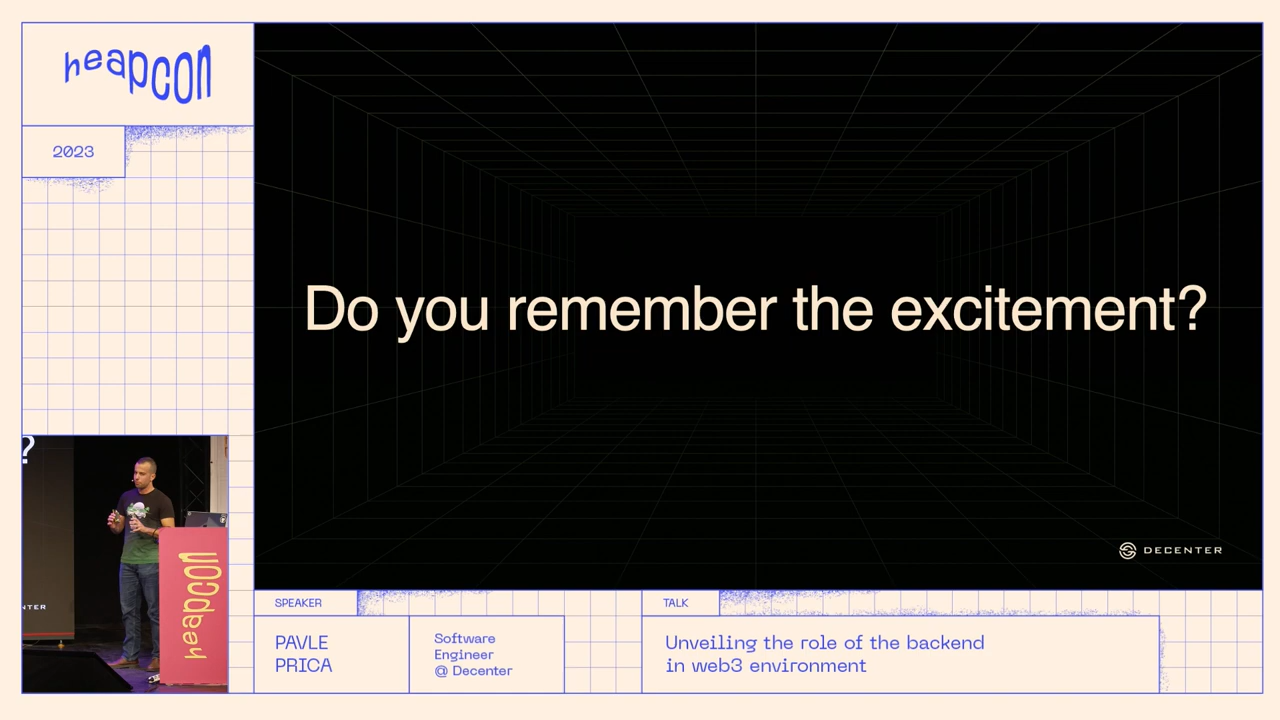 heapcon
2023
Do you remember the excitement?
DECENTER
?
NTER
heapcon
SPEAKER
PAVLE
PRICA
Software
Engineer
@ Decenter
TALK
Unveiling the role of the backend
in web3 environment